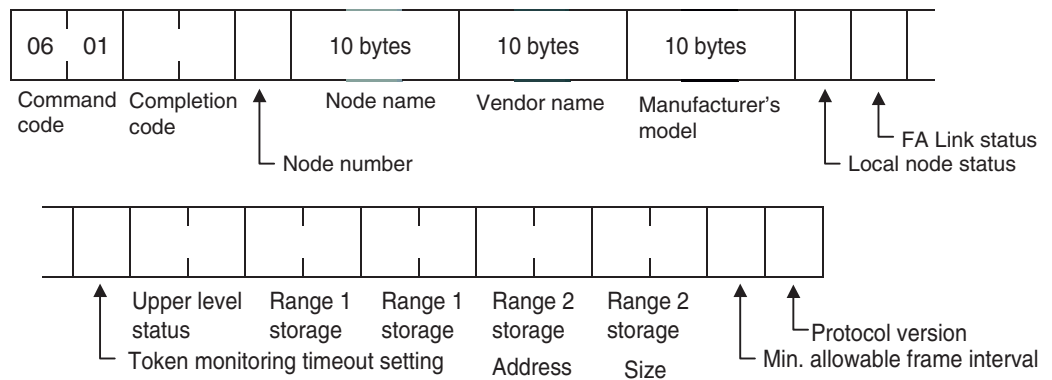 06 01 10 bytes 10 bytes 10 bytes
Command code
Completion code
Node name
Vendor name
Manufacturer's model
Node number
FA Link status
Local node status
Upper level status
Range 1 storage
Range 1 storage
Range 2 storage Address
Range 2 storage Size
Token monitoring timeout setting
Protocol version
Min. allowable frame interval